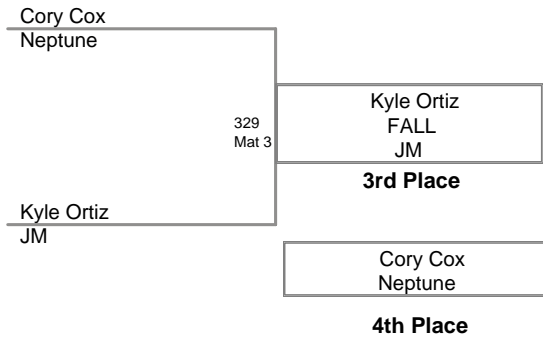 Cory Cox
Neptune
329
Mat 3
Kyle Ortiz
FALL
JM
3rd Place
Kyle Ortiz
JM
Cory Cox
Neptune
4th Place